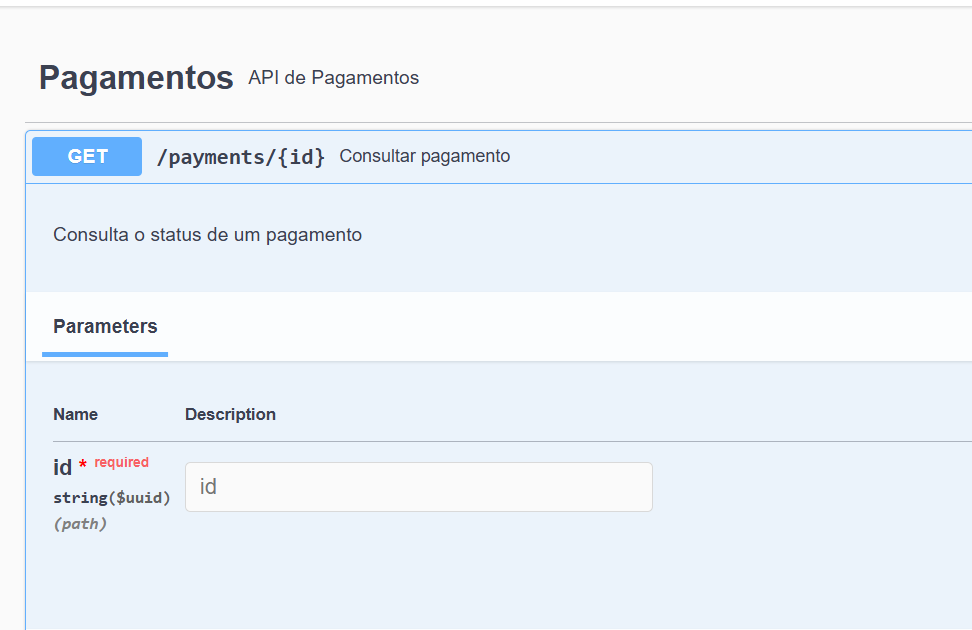 Pagamentos API de Pagamentos
GET /payments/{id} Consultar pagamento
Consulta o status de um pagamento
Parameters
Name Description
id * required
id
string($uuid)
(path)